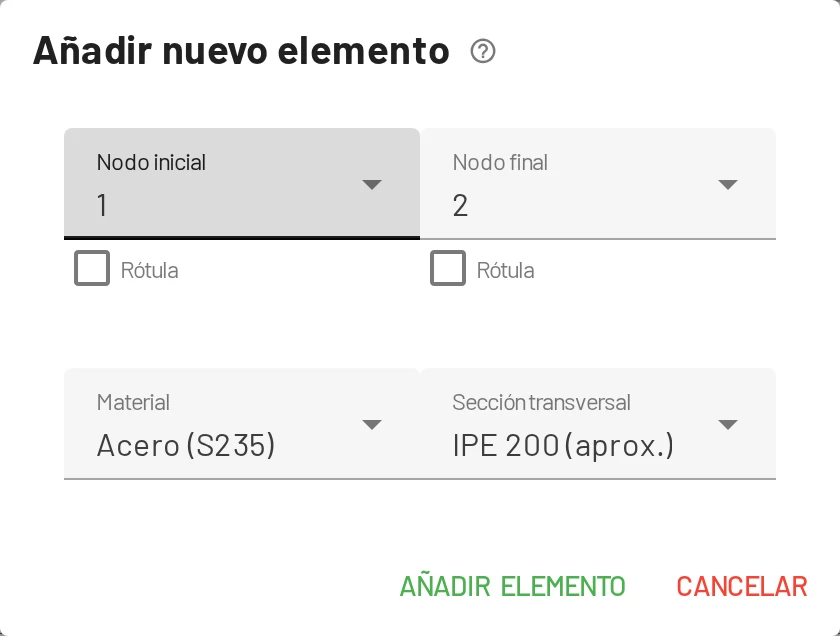 Añadir nuevo elemento ?
Nodo inicial
1
Nodo final
2
Rótula
Rótula
Material
Acero (S235)
Sección transversal
IPE 200 (aprox.)
AÑADIR ELEMENTO
CANCELAR